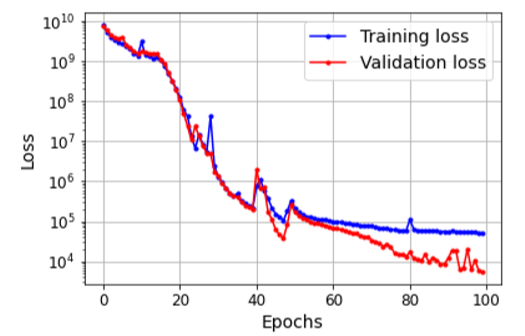 Training loss
Validation loss
10¹⁰
10⁹
10⁸
10⁷
10⁶
10⁵
10⁴
Loss
0 20 40 60 80 100
Epochs